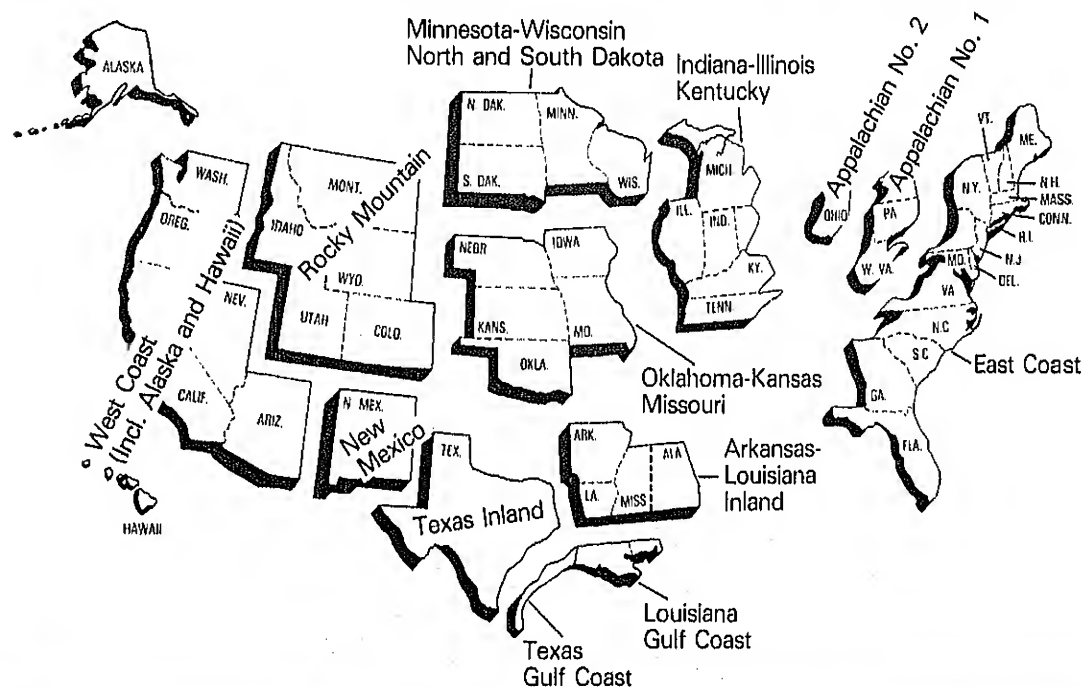 Minnesota-Wisconsin
North and South Dakota
Indiana-Illinois
Kentucky
Appalachian No. 2
Appalachian No. 1
ALASKA
WASH.
OREG.
NEV.
CALIF.
ARIZ.
West Coast
(Incl. Alaska and Hawaii)
HAWAII
MONT.
IDAHO
WYO.
UTAH
COLO.
Rocky Mountain
N. DAK.
MINN.
S. DAK.
WIS.
MICH.
ILL.
IND.
KY.
TENN.
OHIO
PA
W. VA.
VT.
ME.
N.Y.
N.H.
MASS.
CONN.
R.I.
N.J.
MD.
DEL.
VA
N.C
S.C
GA.
FLA.
East Coast
NEBR
IOWA
KANS.
MO.
OKLA.
Oklahoma-Kansas
Missouri
N MEX.
New
Mexico
TEX.
Texas Inland
ARK.
ALA
LA.
MISS
Arkansas-
Louisiana
Inland
Louisiana
Gulf Coast
Texas
Gulf Coast